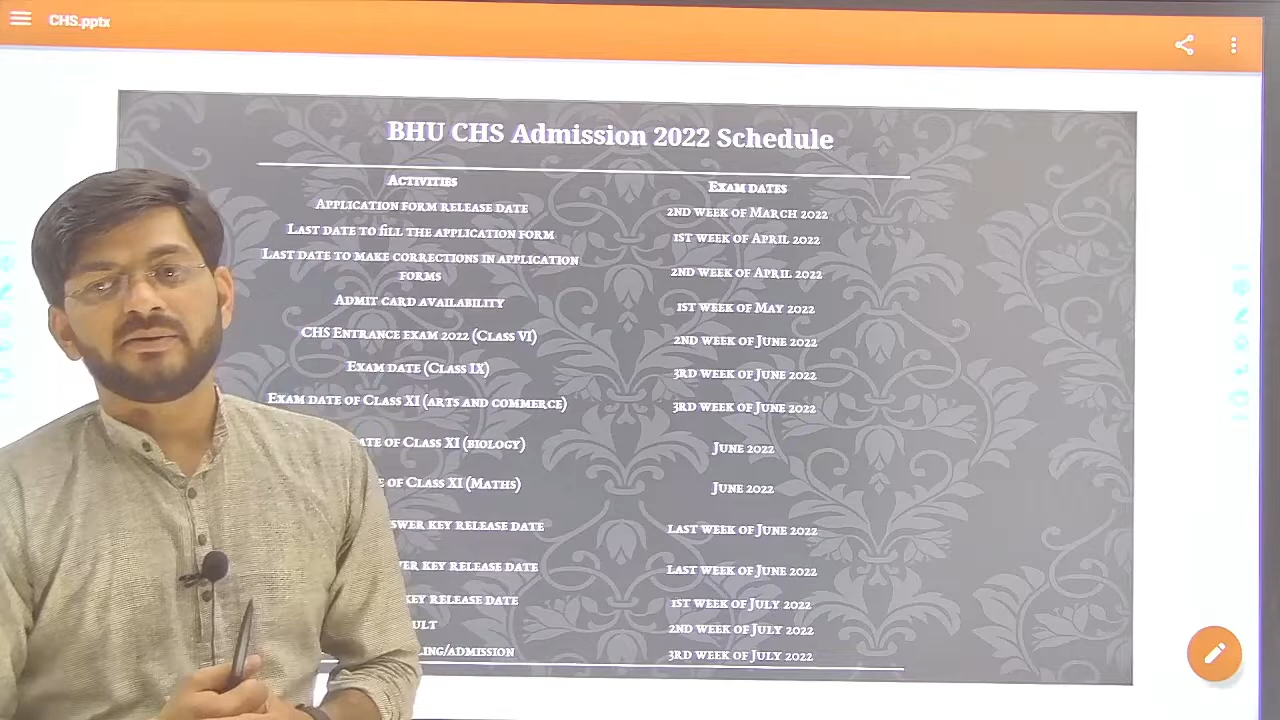 CHS.pptx
BHU CHS Admission 2022 Schedule
Activities Exam dates
Application form release date 2nd week of March 2022
Last date to fill the application form 1st week of April 2022
Last date to make corrections in application
forms 2nd week of April 2022
Admit card availability 1st week of May 2022
CHS Entrance exam 2022 (Class VI) 2nd week of June 2022
Exam date (Class IX) 3rd week of June 2022
Exam date of Class XI (arts and commerce) 3rd week of June 2022
of Class XI (biology) June 2022
of Class XI (Maths) June 2022
key release date last week of June 2022
key release date last week of June 2022
release date 1st week of July 2022
2nd week of July 2022
/admission 3rd week of July 2022